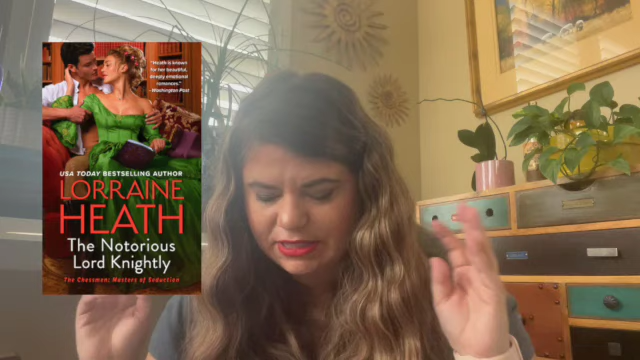 "Heath is known
for her beautiful,
deeply emotional
romances."
—Washington Post
USA TODAY BESTSELLING AUTHOR
LORRAINE
HEATH
The Notorious
Lord Knightly
The Chessmen: Masters of Seduction